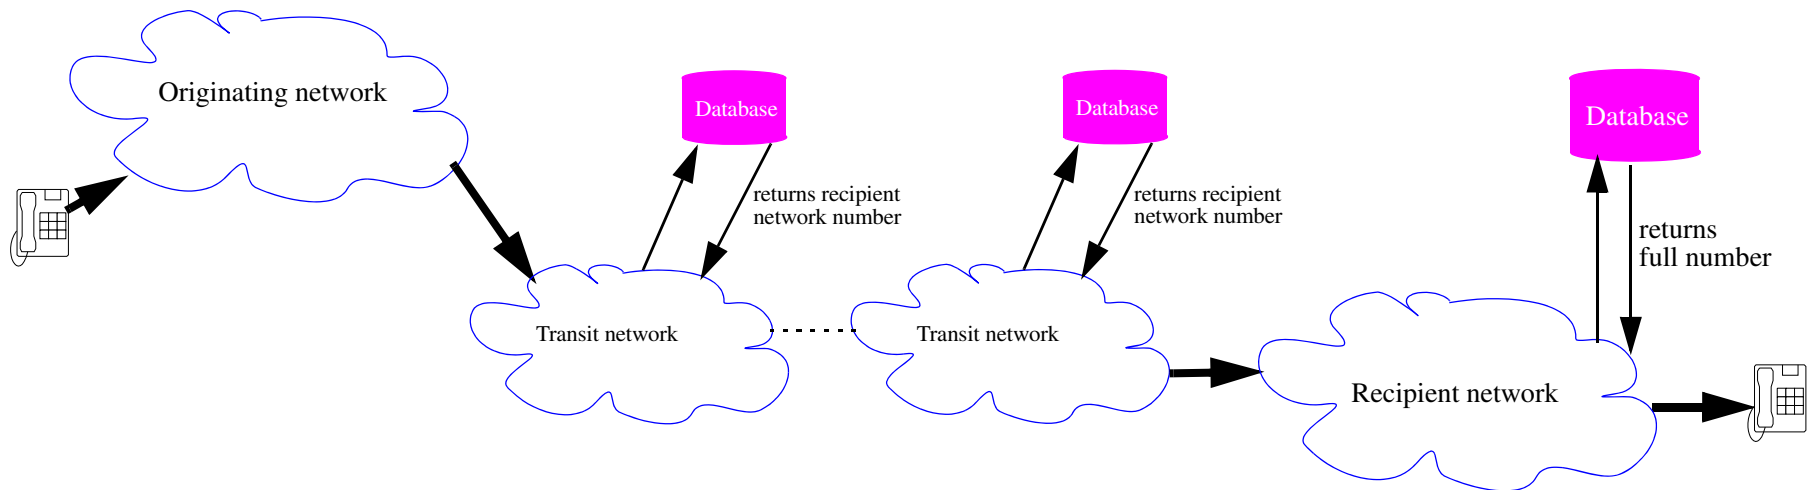 Originating network
Database
returns recipient
network number
Transit network
Database
returns recipient
network number
Transit network
Database
returns
full number
Recipient network